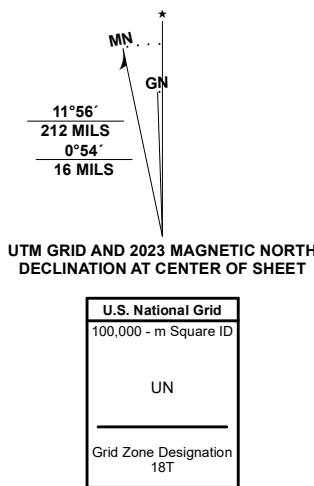 ★
MN
GN
11°56´
212 MILS
0°54´
16 MILS
UTM GRID AND 2023 MAGNETIC NORTH
DECLINATION AT CENTER OF SHEET
U.S. National Grid
100,000 - m Square ID
UN
Grid Zone Designation
18T